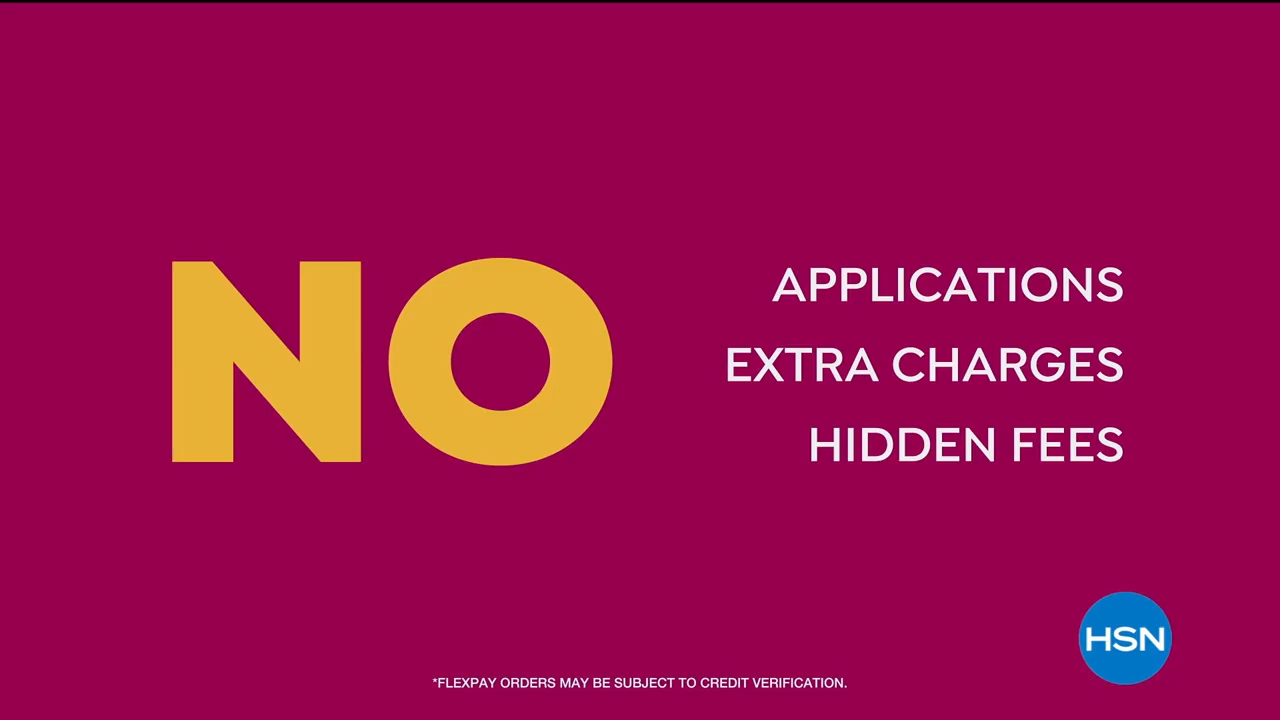 NO
APPLICATIONS
EXTRA CHARGES
HIDDEN FEES
HSN
*FLEXPAY ORDERS MAY BE SUBJECT TO CREDIT VERIFICATION.